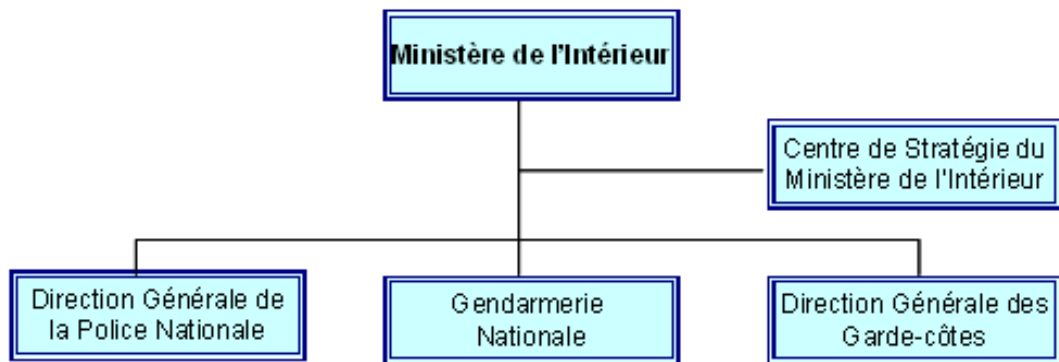 Ministère de l'Intérieur
Centre de Stratégie du
Ministère de l'Intérieur
Direction Générale de
la Police Nationale
Gendarmerie
Nationale
Direction Générale des
Garde-côtes